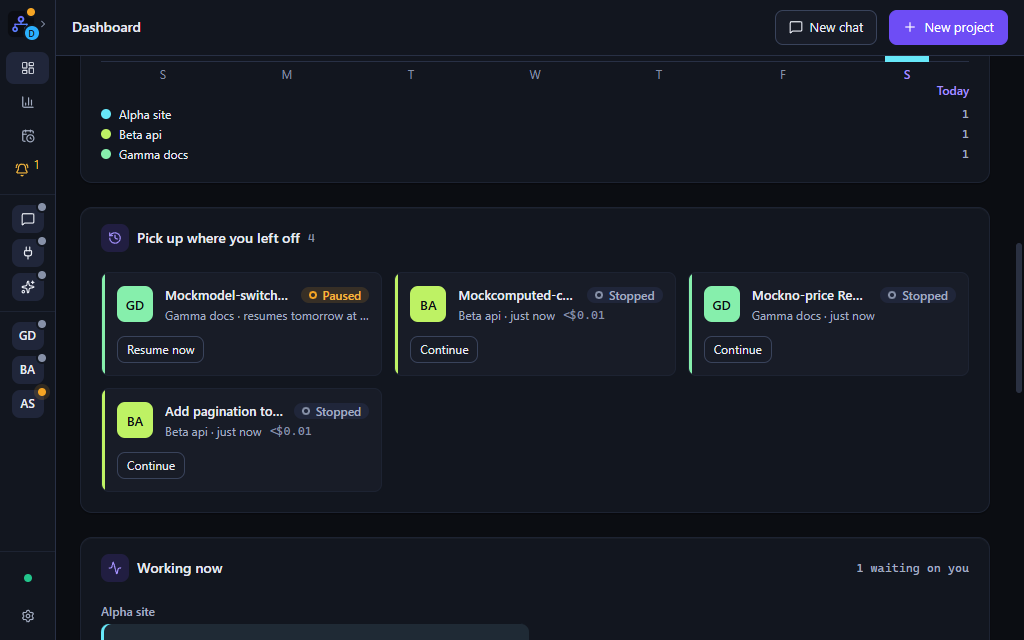 D
Dashboard
New chat
New project
1
S M T W T F S
Today
Alpha site 1
Beta api 1
Gamma docs 1
Pick up where you left off 4
GD
Mockmodel-switch...
Paused
Gamma docs · resumes tomorrow at ...
Resume now
BA
Mockcomputed-c...
Stopped
Beta api · just now <$0.01
Continue
GD
Mockno-price Re...
Stopped
Gamma docs · just now
Continue
BA
Add pagination to...
Stopped
Beta api · just now <$0.01
Continue
GD
BA
AS
Working now
1 waiting on you
Alpha site